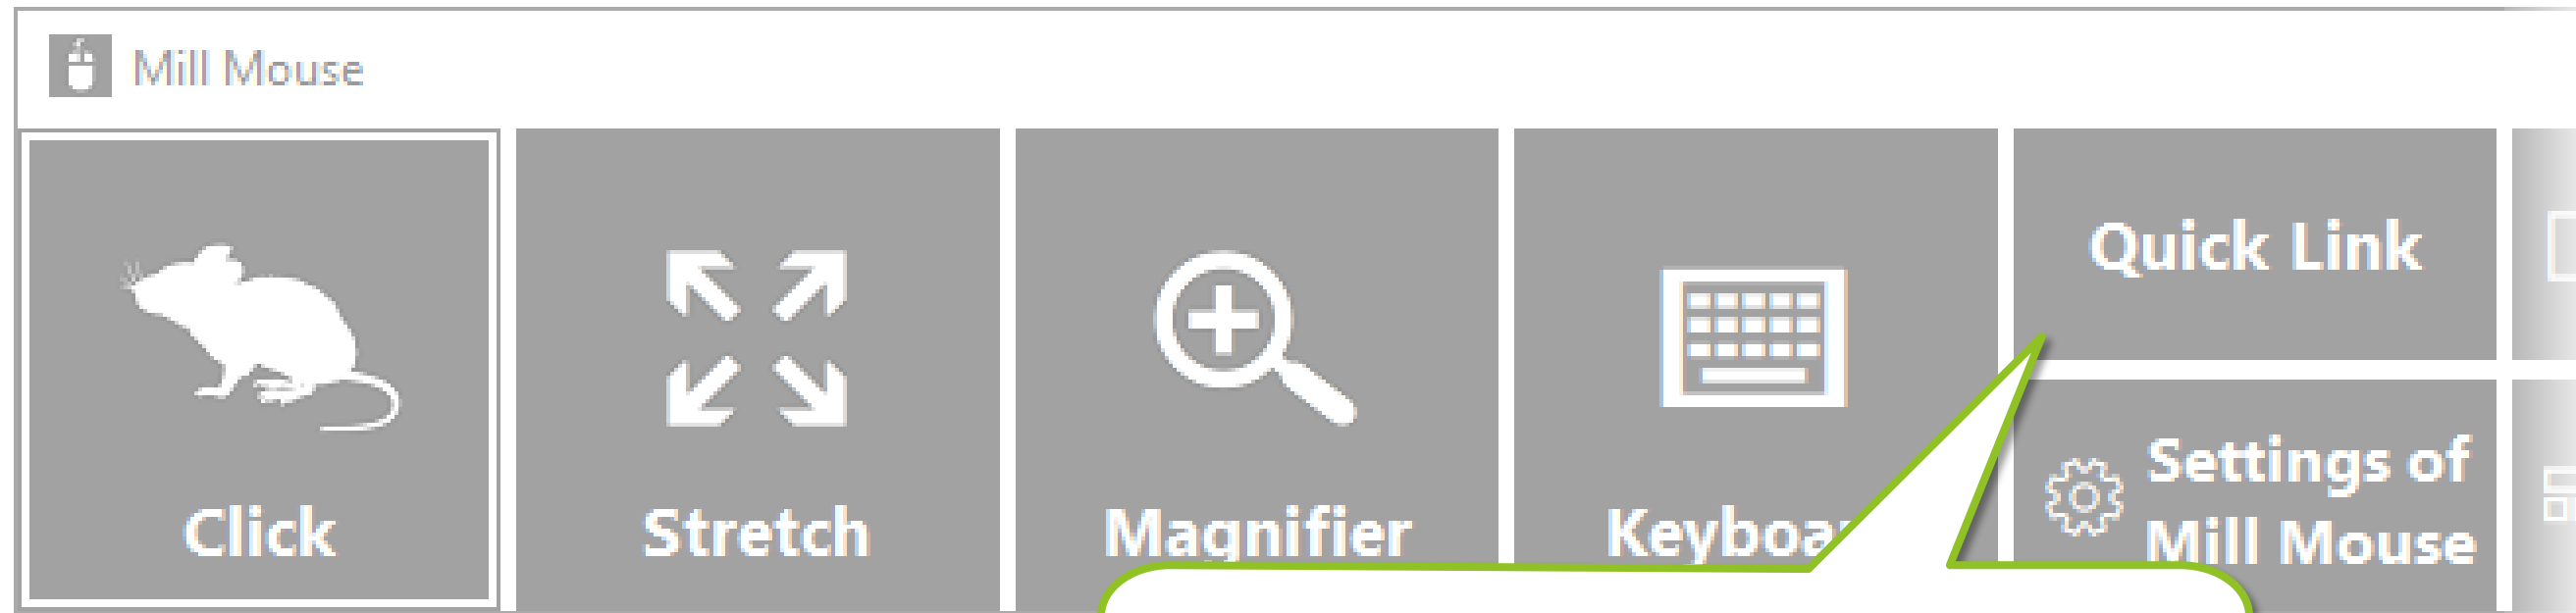 Mill Mouse
Click
Stretch
Magnifier
Quick Link
Settings of
Mill Mouse